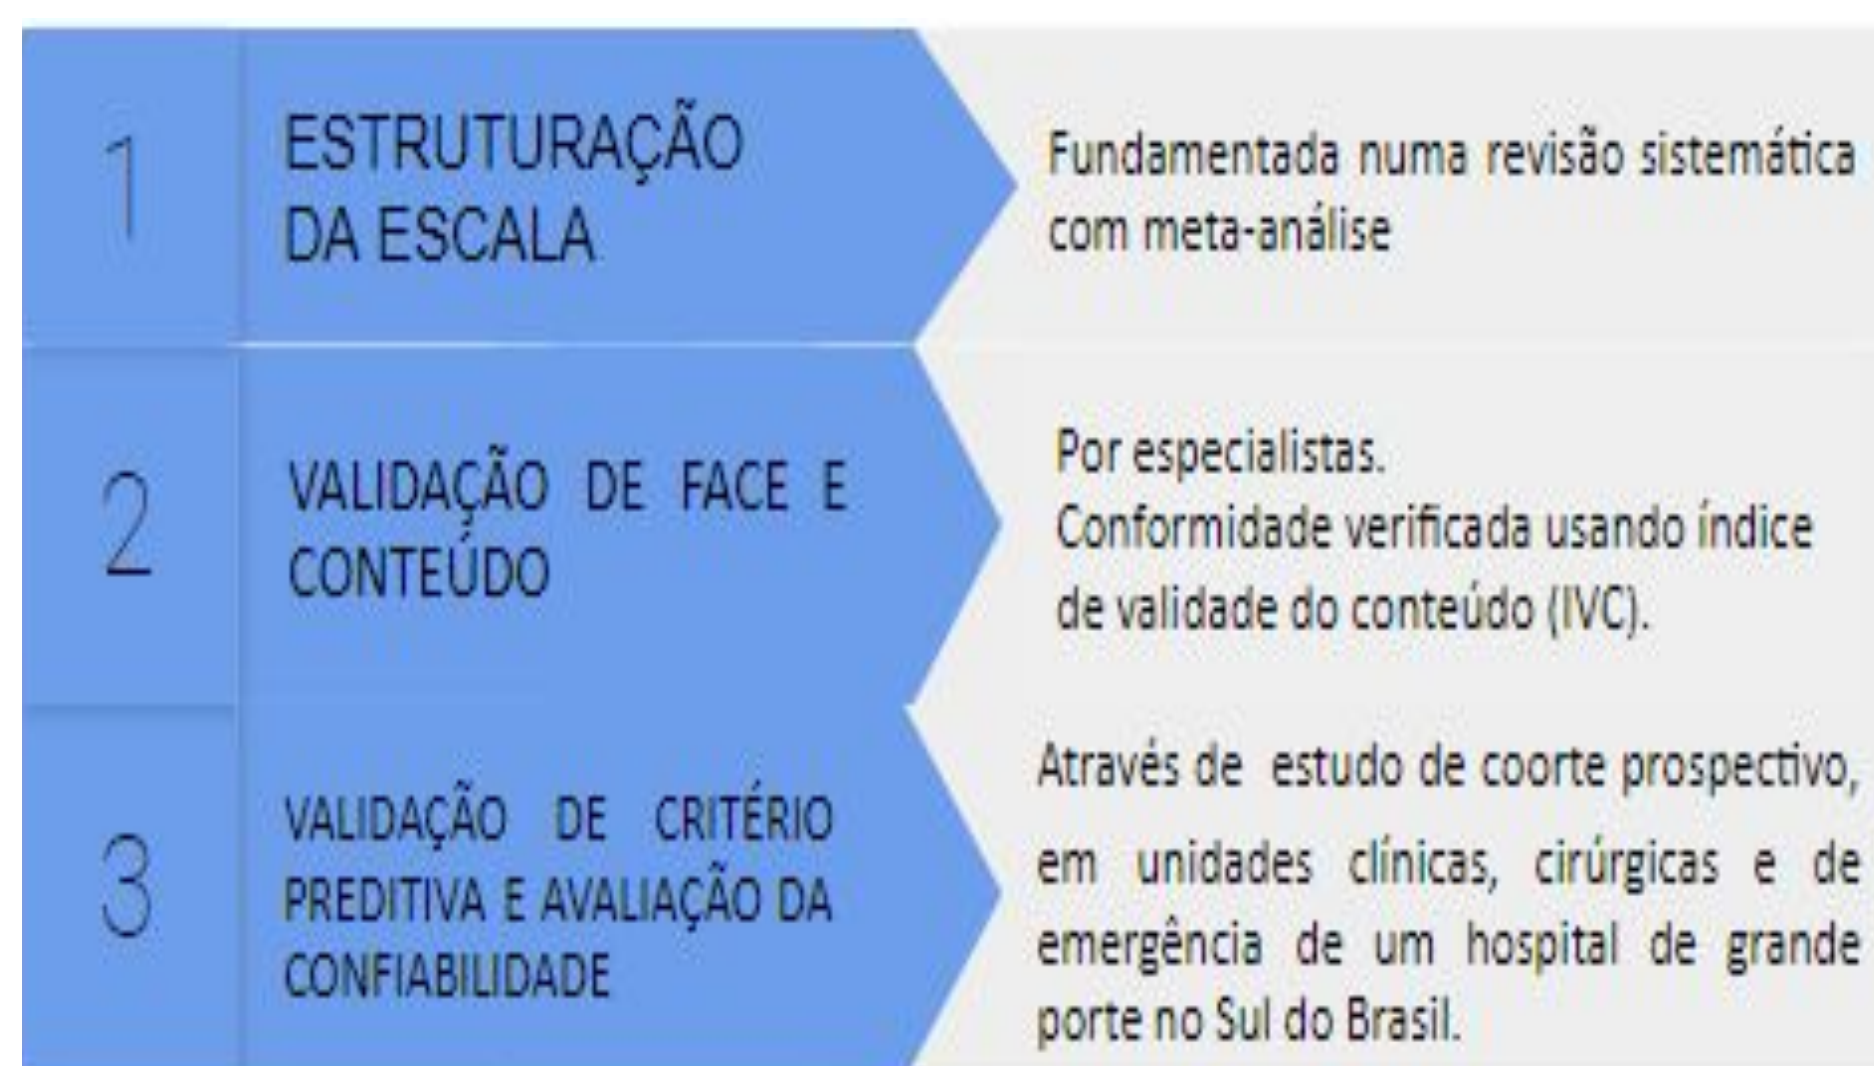 1
ESTRUTURAÇÃO
DA ESCALA
Fundamentada numa revisão sistemática
com meta-análise
2
VALIDAÇÃO DE FACE E
CONTEÚDO
Por especialistas.
Conformidade verificada usando índice
de validade do conteúdo (IVC).
3
VALIDAÇÃO DE CRITÉRIO
PREDITIVA E AVALIAÇÃO DA
CONFIABILIDADE
Através de estudo de coorte prospectivo,
em unidades clínicas, cirúrgicas e de
emergência de um hospital de grande
porte no Sul do Brasil.